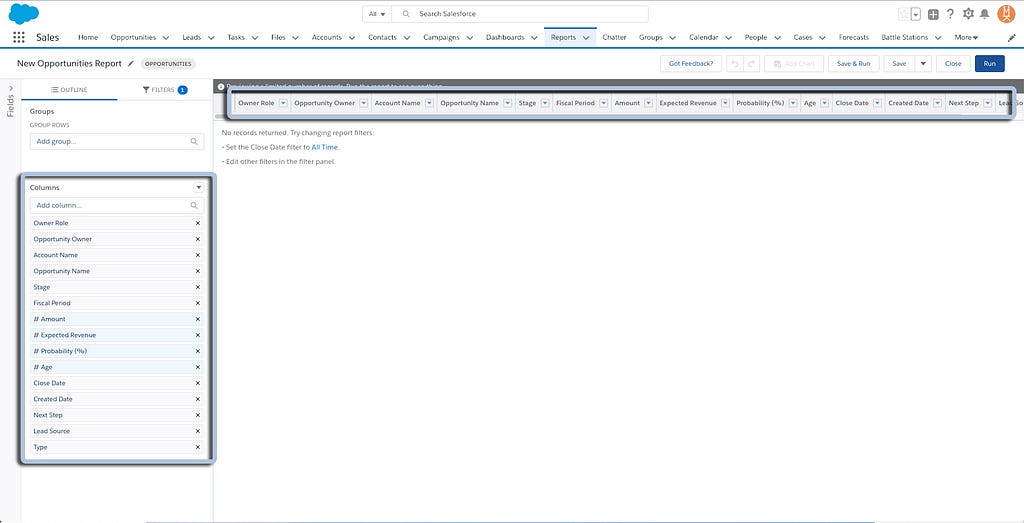 All
Search Salesforce
Sales
Home
Opportunities
Leads
Tasks
Files
Accounts
Contacts
Campaigns
Dashboards
Reports
Chatter
Groups
Calendar
People
Cases
Forecasts
Battle Stations
More
New Opportunities Report
OPPORTUNITIES
Got Feedback?
Add Chart
Save & Run
Save
Close
Run
Fields
OUTLINE
FILTERS 1
Groups
GROUP ROWS
Add group...
Columns
Add column...
Owner Role
Opportunity Owner
Account Name
Opportunity Name
Stage
Fiscal Period
# Amount
# Expected Revenue
# Probability (%)
# Age
Close Date
Created Date
Next Step
Lead Source
Type
Owner Role
Opportunity Owner
Account Name
Opportunity Name
Stage
Fiscal Period
Amount
Expected Revenue
Probability (%)
Age
Close Date
Created Date
Next Step
No records returned. Try changing report filters:
- Set the Close Date filter to All Time.
- Edit other filters in the filter panel.